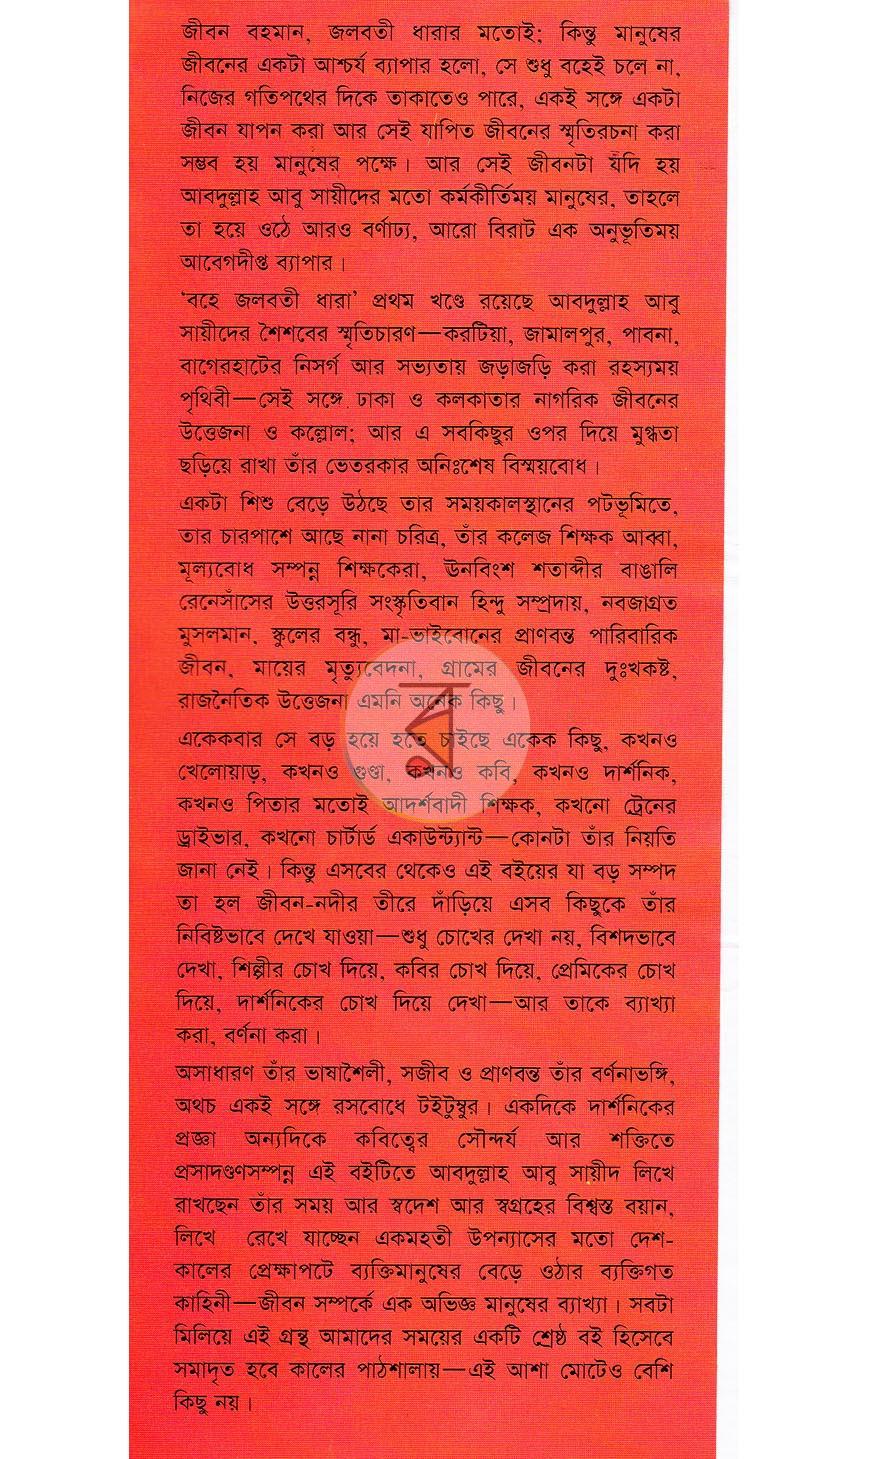 জীবন বহমান, জলবতী ধারার মতোই; কিন্তু মানুষের
জীবনের একটা আশ্চর্য ব্যাপার হলো, সে শুধু বহেই চলে না,
নিজের গতিপথের দিকে তাকাতেও পারে, একই সঙ্গে একটা
জীবন যাপন করা আর সেই যাপিত জীবনের স্মৃতিরচনা করা
সম্ভব হয় মানুষের পক্ষে। আর সেই জীবনটা যদি হয়
আবদুল্লাহ আবু সায়ীদের মতো কর্মকীর্তিময় মানুষের, তাহলে
তা হয়ে ওঠে আরও বর্ণাঢ্য, আরো বিরাট এক অনুভূতিময়
আবেগদীপ্ত ব্যাপার।
'বহে জলবতী ধারা' প্রথম খণ্ডে রয়েছে আবদুল্লাহ আবু
সায়ীদের শৈশবের স্মৃতিচারণ—করটিয়া, জামালপুর, পাবনা,
বাগেরহাটের নিসর্গ আর সভ্যতায় জড়াজড়ি করা রহস্যময়
পৃথিবী—সেই সঙ্গে ঢাকা ও কলকাতার নাগরিক জীবনের
উত্তেজনা ও কল্লোল; আর এ সবকিছুর ওপর দিয়ে মুগ্ধতা
ছড়িয়ে রাখা তাঁর ভেতরকার অনিঃশেষ বিস্ময়বোধ।
একটা শিশু বেড়ে উঠছে তার সময়কালস্থানের পটভূমিতে,
তার চারপাশে আছে নানা চরিত্র, তাঁর কলেজ শিক্ষক আব্বা,
মূল্যবোধ সম্পন্ন শিক্ষকেরা, ঊনবিংশ শতাব্দীর বাঙালি
রেনেসাঁসের উত্তরসূরি সংস্কৃতিবান হিন্দু সম্প্রদায়, নবজাগ্রত
মুসলমান, স্কুলের বন্ধু, মা-ভাইবোনের প্রাণবন্ত পারিবারিক
জীবন, মায়ের মৃত্যুবেদনা, গ্রামের জীবনের দুঃখকষ্ট,
রাজনৈতিক উত্তেজনা এমনি অনেক কিছু।
একেকবার সে বড় হয়ে হতে চাইছে একেক কিছু, কখনও
খেলোয়াড়, কখনও গুণ্ডা, কখনও কবি, কখনও দার্শনিক,
কখনও পিতার মতোই আদর্শবাদী শিক্ষক, কখনো ট্রেনের
ড্রাইভার, কখনো চার্টার্ড একাউন্ট্যান্ট—কোনটা তাঁর নিয়তি
জানা নেই। কিন্তু এসবের থেকেও এই বইয়ের যা বড় সম্পদ
তা হল জীবন-নদীর তীরে দাঁড়িয়ে এসব কিছুকে তাঁর
নিবিষ্টভাবে দেখে যাওয়া—শুধু চোখের দেখা নয়, বিশদভাবে
দেখা, শিল্পীর চোখ দিয়ে, কবির চোখ দিয়ে, প্রেমিকের চোখ
দিয়ে, দার্শনিকের চোখ দিয়ে দেখা—আর তাকে ব্যাখ্যা
করা, বর্ণনা করা।
অসাধারণ তাঁর ভাষাশৈলী, সজীব ও প্রাণবন্ত তাঁর বর্ণনাভঙ্গি,
অথচ একই সঙ্গে রসবোধে টইটুম্বুর। একদিকে দার্শনিকের
প্রজ্ঞা অন্যদিকে কবিত্বের সৌন্দর্য আর শক্তিতে
প্রসাদগুণসম্পন্ন এই বইটিতে আবদুল্লাহ আবু সায়ীদ লিখে
রাখছেন তাঁর সময় আর স্বদেশ আর স্বগ্রহের বিশ্বস্ত বয়ান,
লিখে রেখে যাচ্ছেন একমহতী উপন্যাসের মতো দেশ-
কালের প্রেক্ষাপটে ব্যক্তিমানুষের বেড়ে ওঠার ব্যক্তিগত
কাহিনী—জীবন সম্পর্কে এক অভিজ্ঞ মানুষের ব্যাখ্যা। সবটা
মিলিয়ে এই গ্রন্থ আমাদের সময়ের একটি শ্রেষ্ঠ বই হিসেবে
সমাদৃত হবে কালের পাঠশালায়—এই আশা মোটেও বেশি
কিছু নয়।